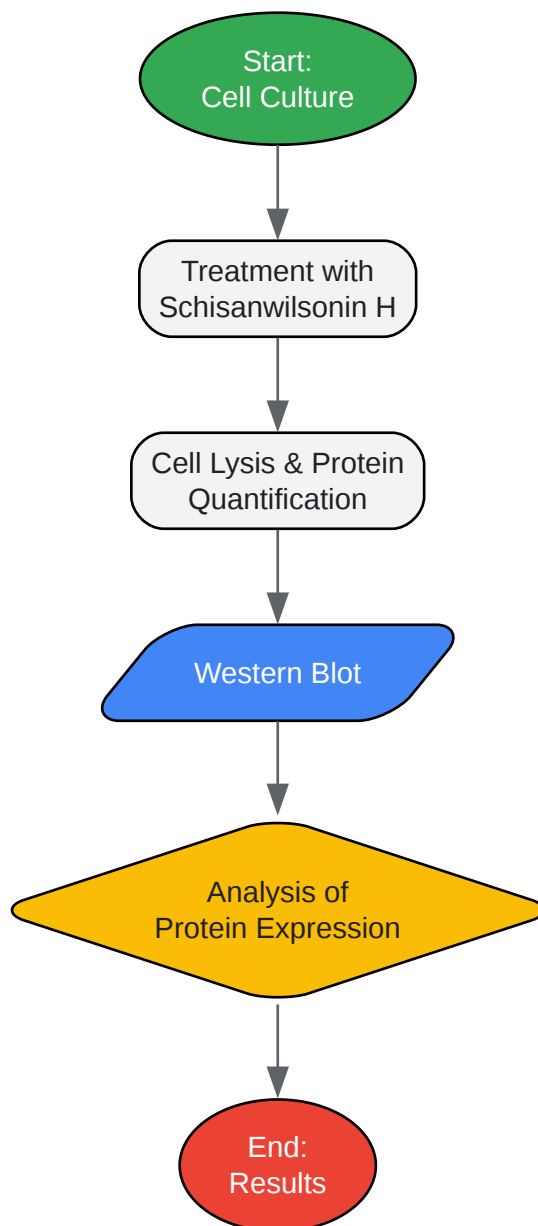 Start:
Cell Culture
Treatment with
Schisanwilsonin H
Cell Lysis & Protein
Quantification
Western Blot
Analysis of
Protein Expression
End:
Results